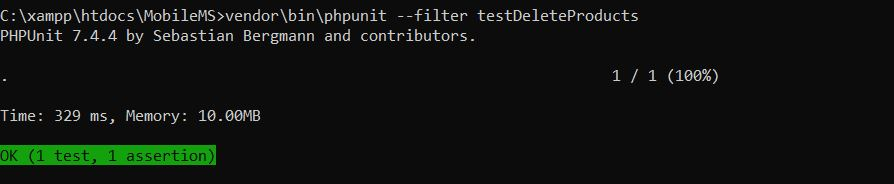 C:\xampp\htdocs\MobileMS>vendor\bin\phpunit --filter testDeleteProducts
PHPUnit 7.4.4 by Sebastian Bergmann and contributors.
. 1 / 1 (100%)
Time: 329 ms, Memory: 10.00MB
OK (1 test, 1 assertion)